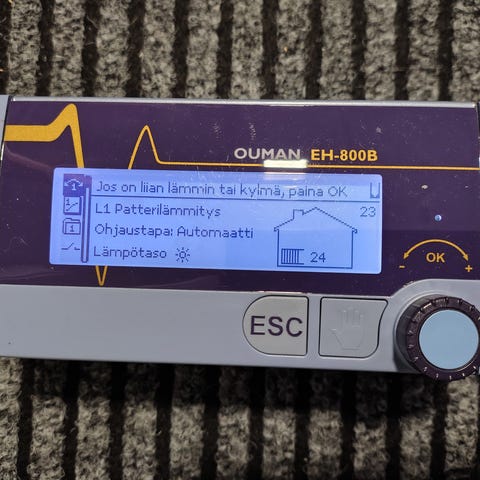 OUMAN EH-800B
Jos on liian lämmin tai kylmä, paina OK
L1 Patterilämmitys
23
Ohjaustapa: Automaatti
Lämpötaso
24
- OK +
ESC